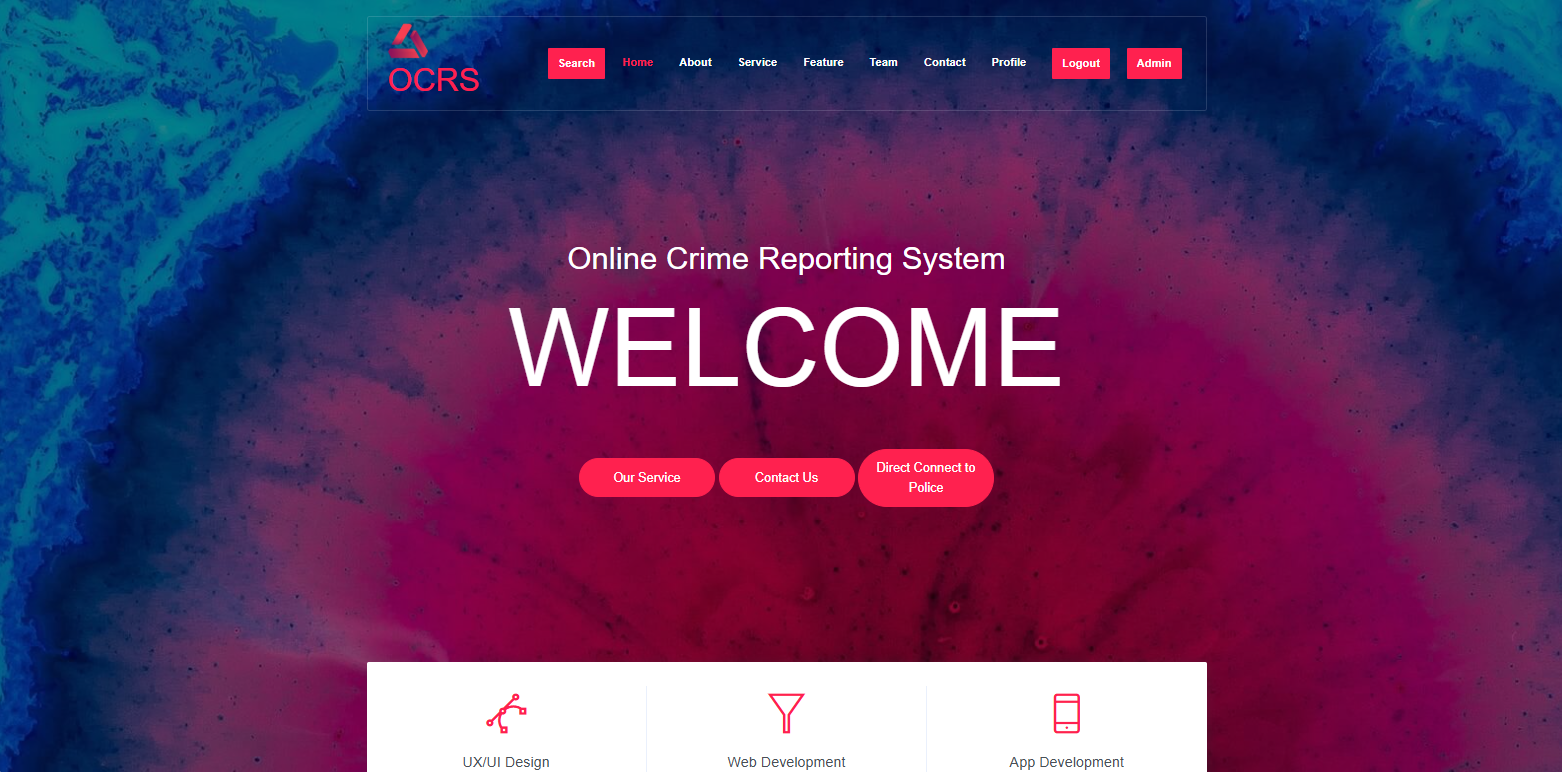 OCRS
Search Home About Service Feature Team Contact Profile Logout Admin
Online Crime Reporting System
WELCOME
Our Service Contact Us Direct Connect to
Police
UX/UI Design Web Development App Development